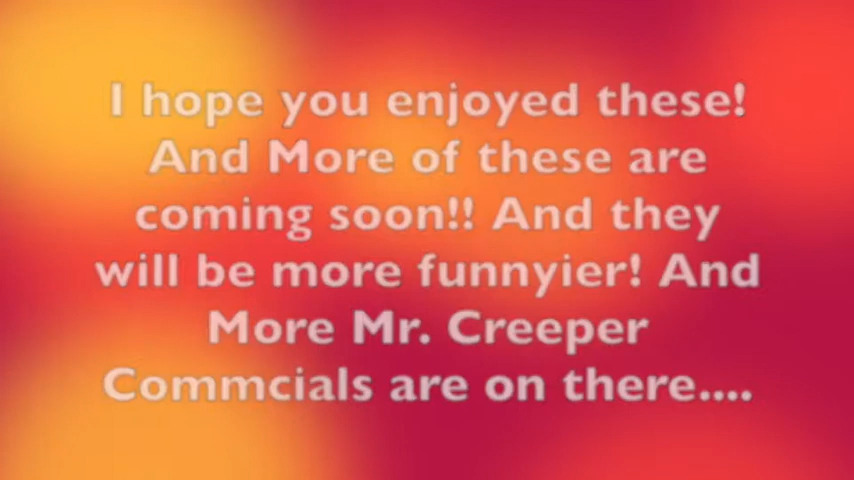 I hope you enjoyed these!
And More of these are
coming soon!! And they
will be more funnyier! And
More Mr. Creeper
Commcials are on there....